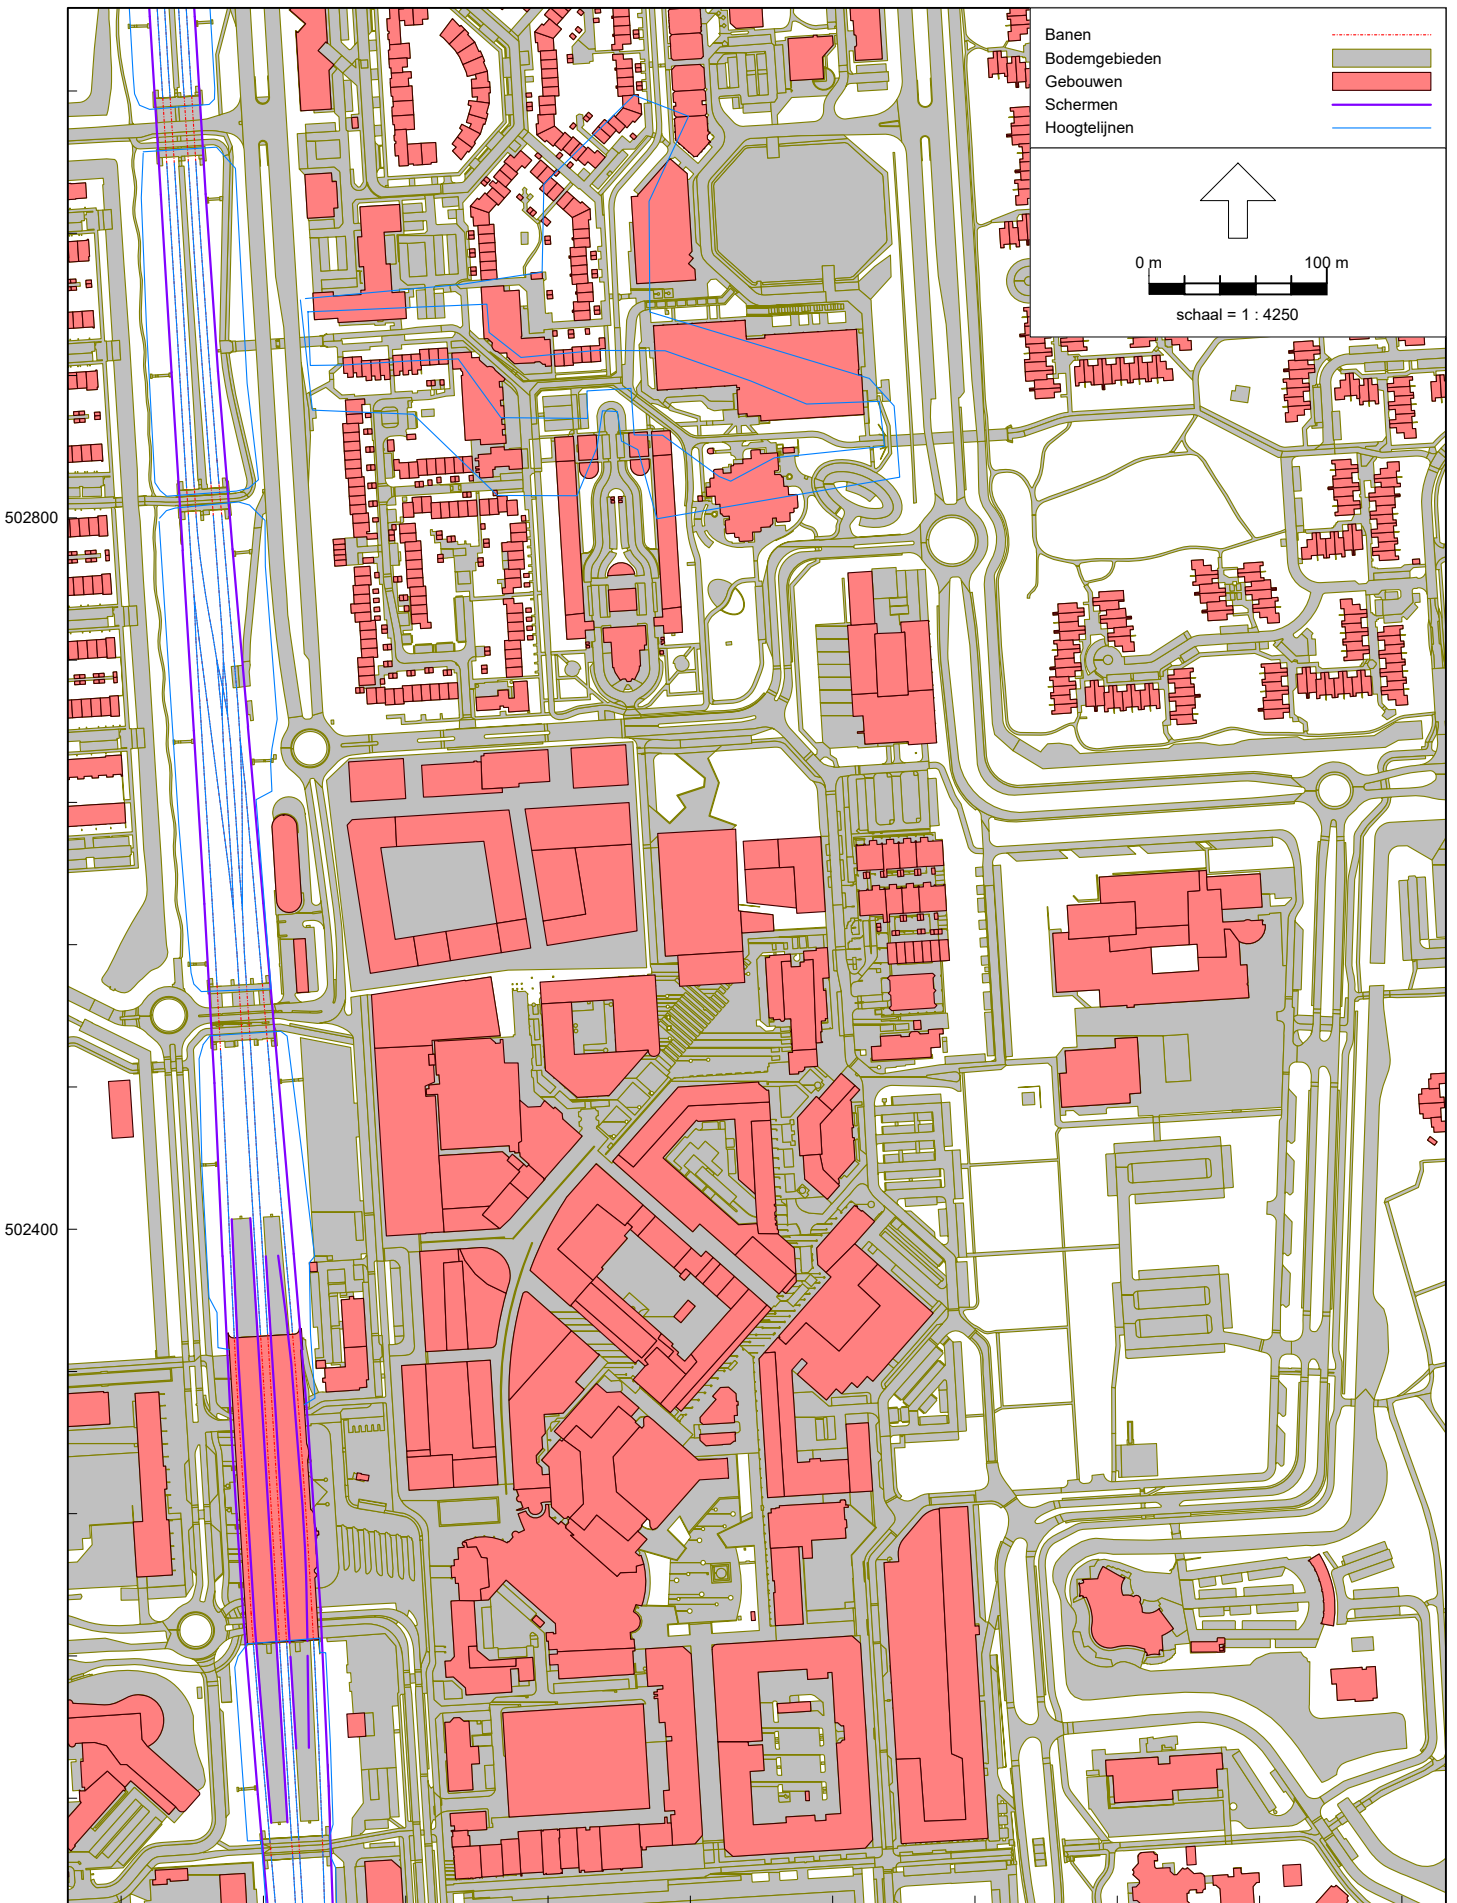 Banen
Bodemgebieden
Gebouwen
Schermen
Hoogtelijnen
0 m 100 m
schaal = 1 : 4250
502800
502400